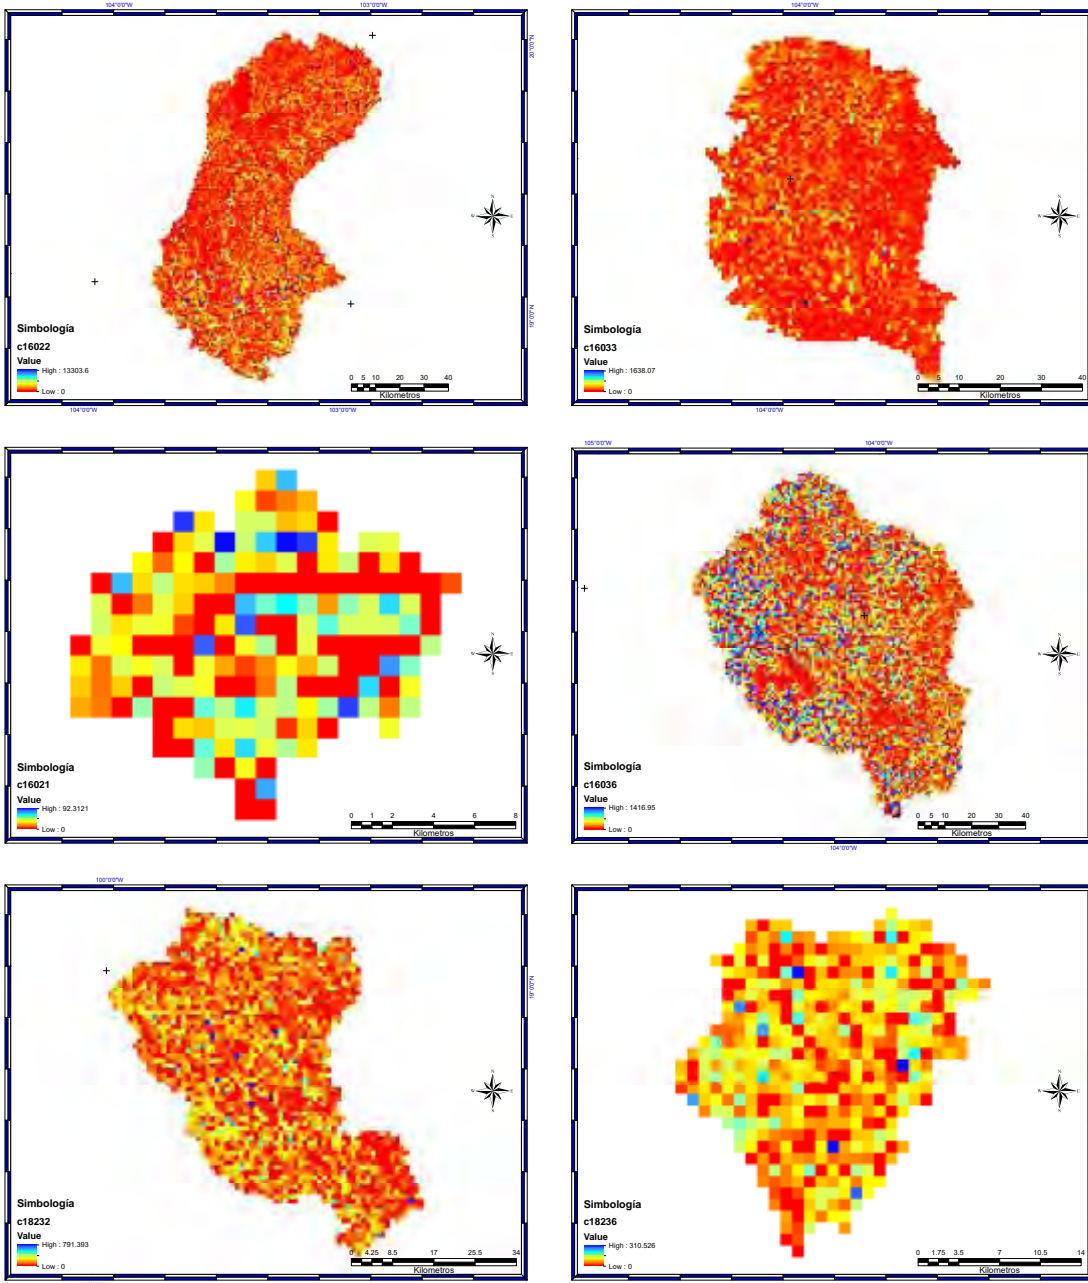 104°0'0"W 103°0'0"W
20°0'0"N
N
W E
S
19°0'0"N
Simbología
c16022
Value
High : 13303.6
Low : 0
0 5 10 20 30 40
Kilometros
104°0'0"W 103°0'0"W
104°0'0"W
N
W E
S
Simbología
c16033
Value
High : 1638.07
Low : 0
0 5 10 20 30 40
Kilometros
104°0'0"W
N
W E
S
Simbología
c16021
Value
High : 92.3121
Low : 0
0 1 2 4 6 8
Kilometros
105°0'0"W 104°0'0"W
N
W E
S
Simbología
c16036
Value
High : 1416.95
Low : 0
0 5 10 20 30 40
Kilometros
104°0'0"W
100°0'0"W
19°0'0"N
N
W E
S
Simbología
c18232
Value
High : 791.393
Low : 0
0 4.25 8.5 17 25.5 34
Kilometros
N
W E
S
Simbología
c18236
Value
High : 310.526
Low : 0
0 1.75 3.5 7 10.5 14
Kilometros